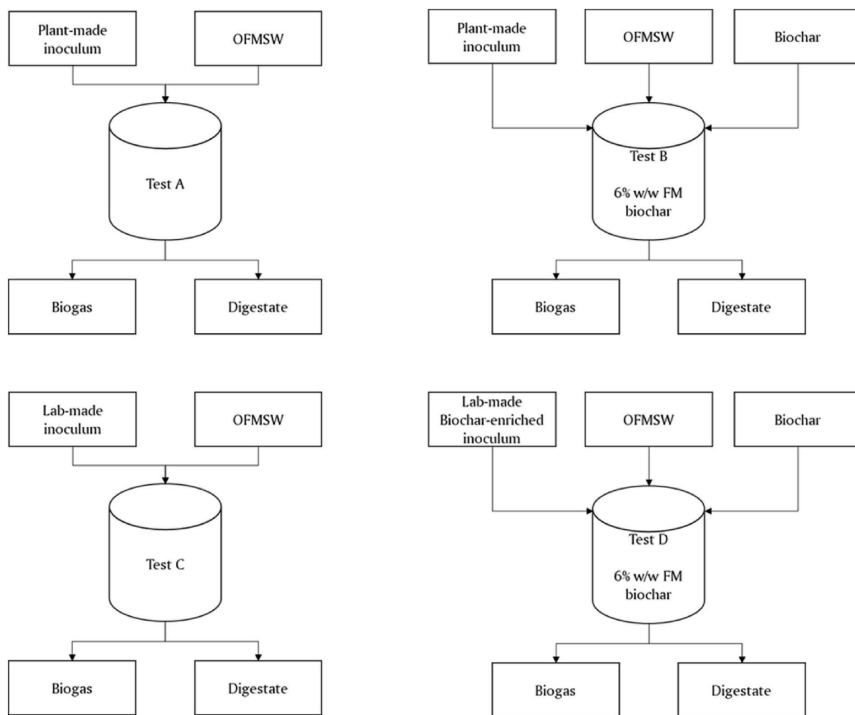 Plant-made
inoculum
OFMSW
Test A
Biogas
Digestate
Plant-made
inoculum
OFMSW
Biochar
Test B
6% w/w FM
biochar
Biogas
Digestate
Lab-made
inoculum
OFMSW
Test C
Biogas
Digestate
Lab-made
Biochar-enriched
inoculum
OFMSW
Biochar
Test D
6% w/w FM
biochar
Biogas
Digestate